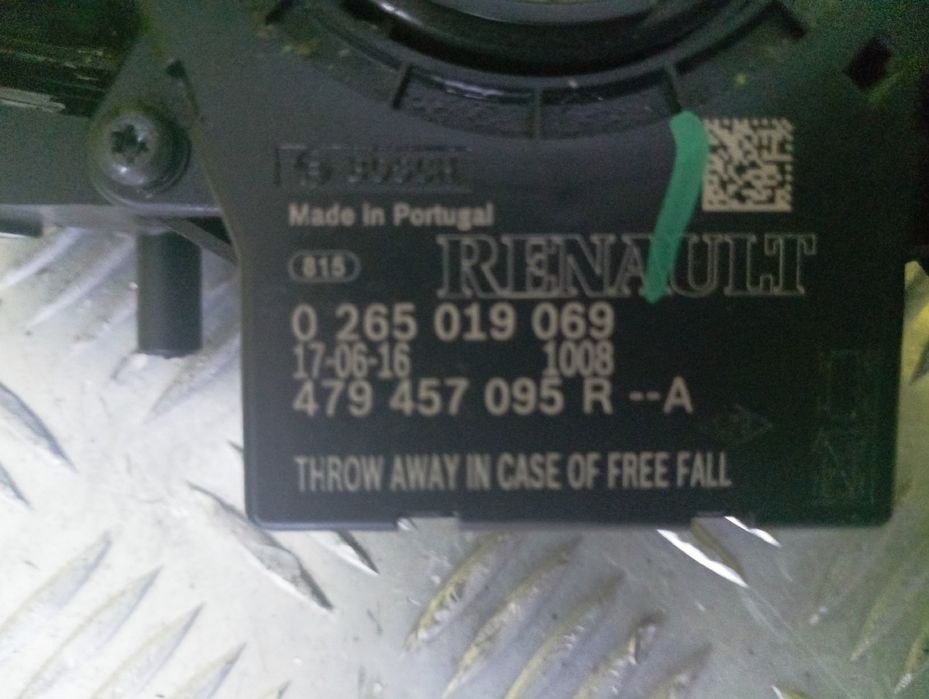 BOSCH
Made in Portugal
815 RENAULT
0 265 019 069
17-06-16 1008
479 457 095 R --A
THROW AWAY IN CASE OF FREE FALL